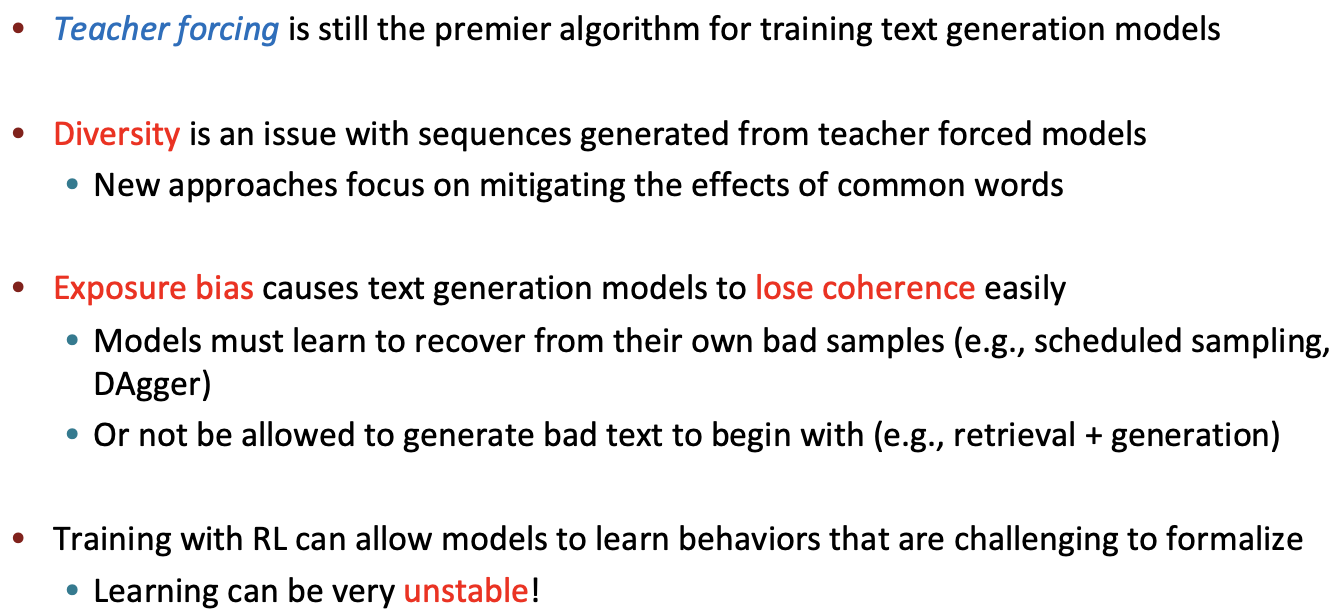 • Teacher forcing is still the premier algorithm for training text generation models
• Diversity is an issue with sequences generated from teacher forced models
• New approaches focus on mitigating the effects of common words
• Exposure bias causes text generation models to lose coherence easily
• Models must learn to recover from their own bad samples (e.g., scheduled sampling,
DAgger)
• Or not be allowed to generate bad text to begin with (e.g., retrieval + generation)
• Training with RL can allow models to learn behaviors that are challenging to formalize
• Learning can be very unstable!